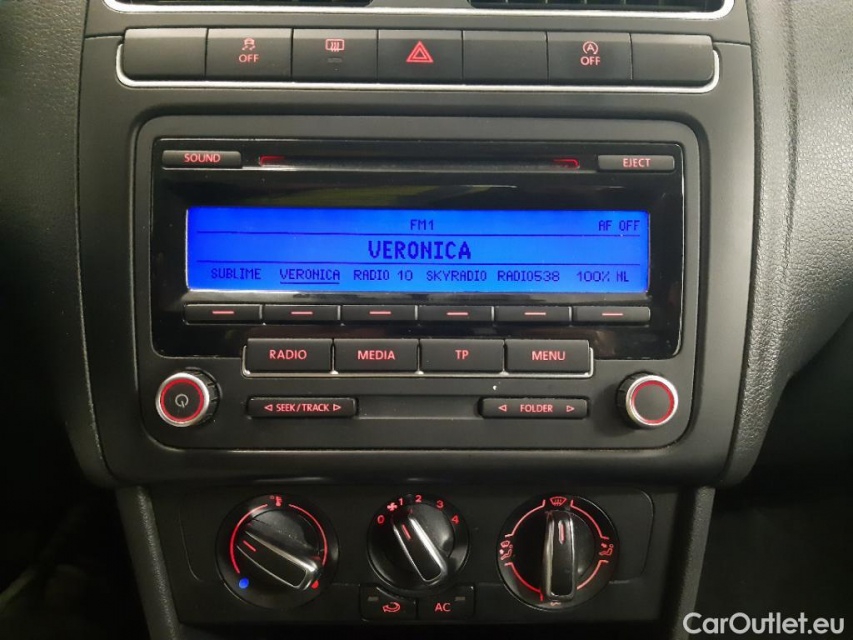 OFF
A
OFF
SOUND
EJECT
FM1 AF OFF
VERONICA
SUBLIME VERONICA RADIO 10 SKYRADIO RADIO538 100% NL
RADIO MEDIA TP MENU
SEEK/TRACK FOLDER
0 1 2 3 4
AC
CarOutlet.eu